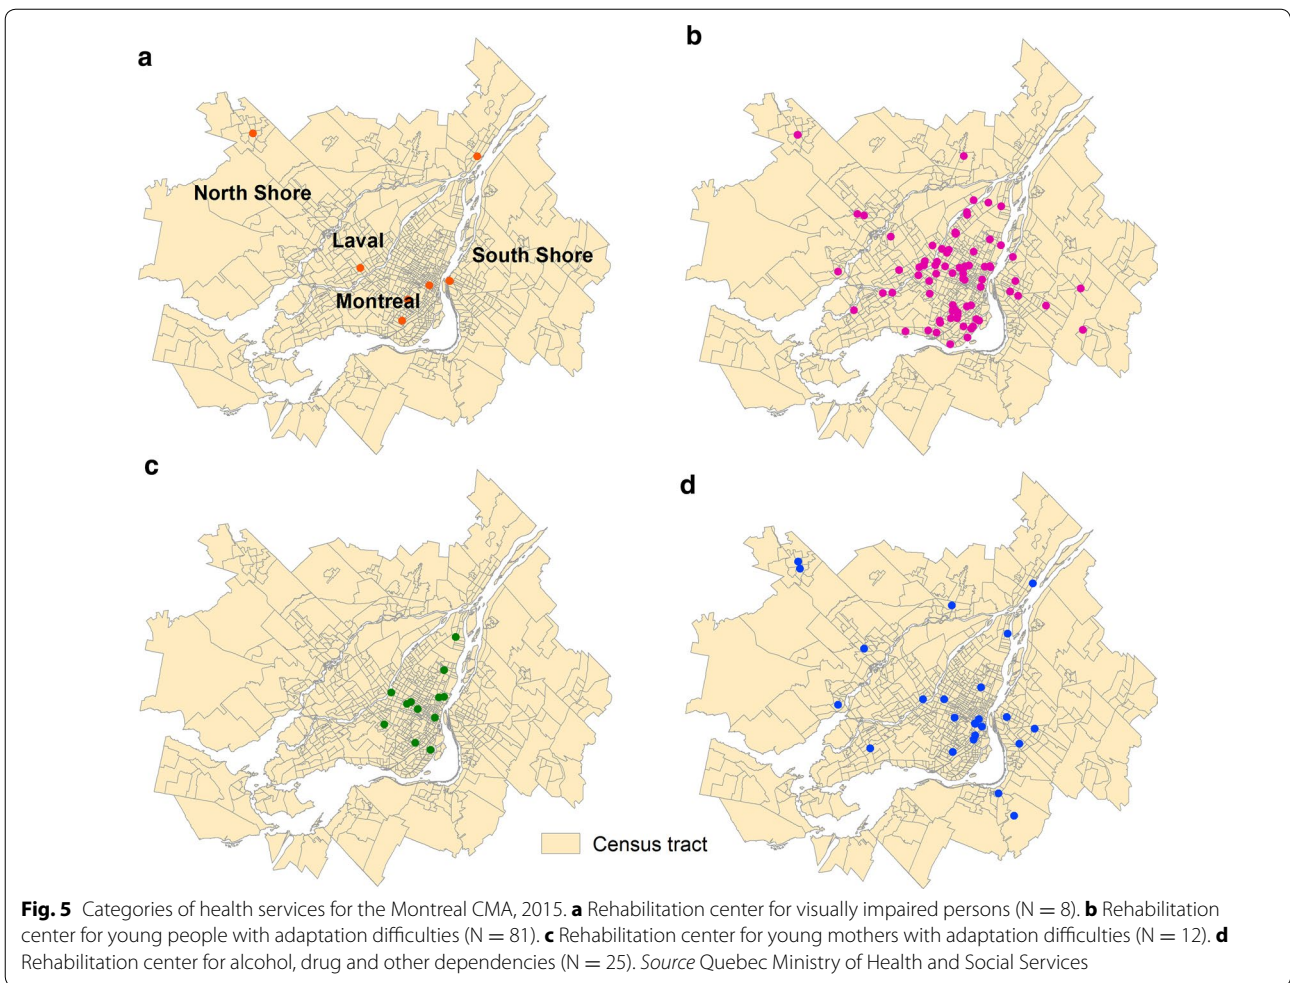 a
b
North Shore
Laval
South Shore
Montreal
c
d
Census tract
Fig. 5 Categories of health services for the Montreal CMA, 2015. a Rehabilitation center for visually impaired persons (N = 8). b Rehabilitation
center for young people with adaptation difficulties (N = 81). c Rehabilitation center for young mothers with adaptation difficulties (N = 12). d
Rehabilitation center for alcohol, drug and other dependencies (N = 25). Source Quebec Ministry of Health and Social Services